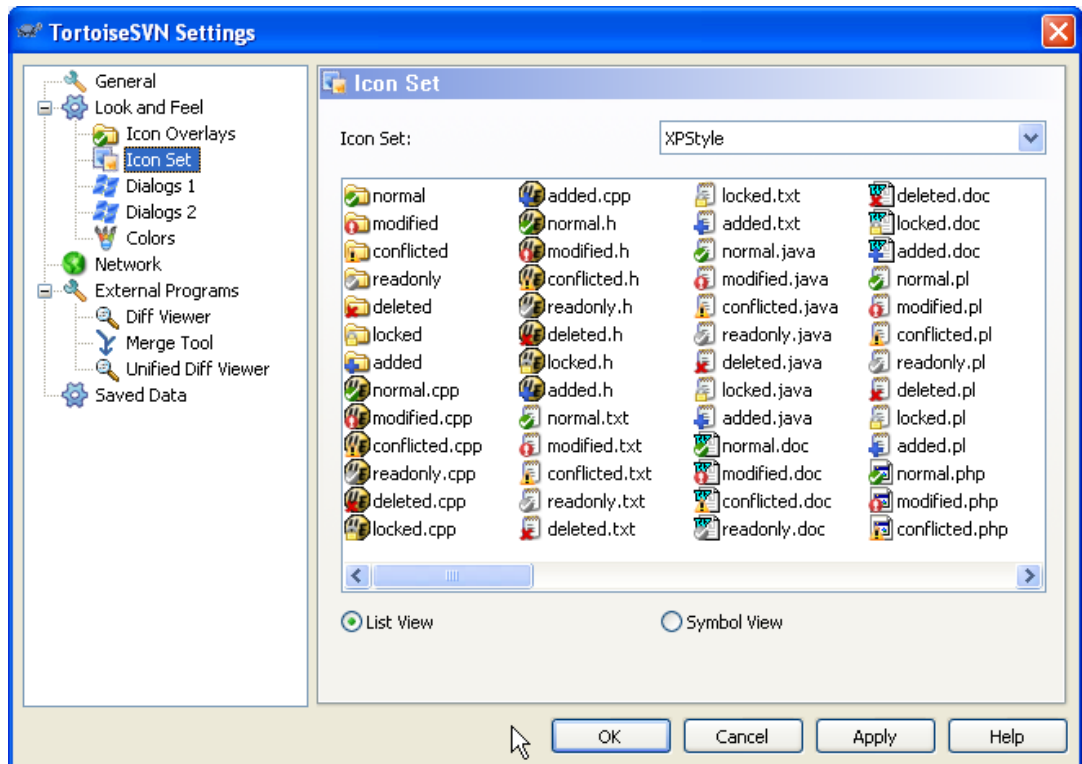 TortoiseSVN Settings
General
Look and Feel
Icon Overlays
Icon Set
Dialogs 1
Dialogs 2
Colors
Network
External Programs
Diff Viewer
Merge Tool
Unified Diff Viewer
Saved Data
Icon Set
Icon Set:
XPStyle
normal
modified
conflicted
readonly
deleted
locked
added
normal.cpp
modified.cpp
conflicted.cpp
readonly.cpp
deleted.cpp
locked.cpp
added.cpp
normal.h
modified.h
conflicted.h
readonly.h
deleted.h
locked.h
added.h
normal.txt
modified.txt
conflicted.txt
readonly.txt
deleted.txt
locked.txt
added.txt
normal.java
modified.java
conflicted.java
readonly.java
deleted.java
locked.java
added.java
normal.doc
modified.doc
conflicted.doc
readonly.doc
deleted.doc
locked.doc
added.doc
normal.pl
modified.pl
conflicted.pl
readonly.pl
deleted.pl
locked.pl
added.pl
normal.php
modified.php
conflicted.php
List View
Symbol View
OK
Cancel
Apply
Help